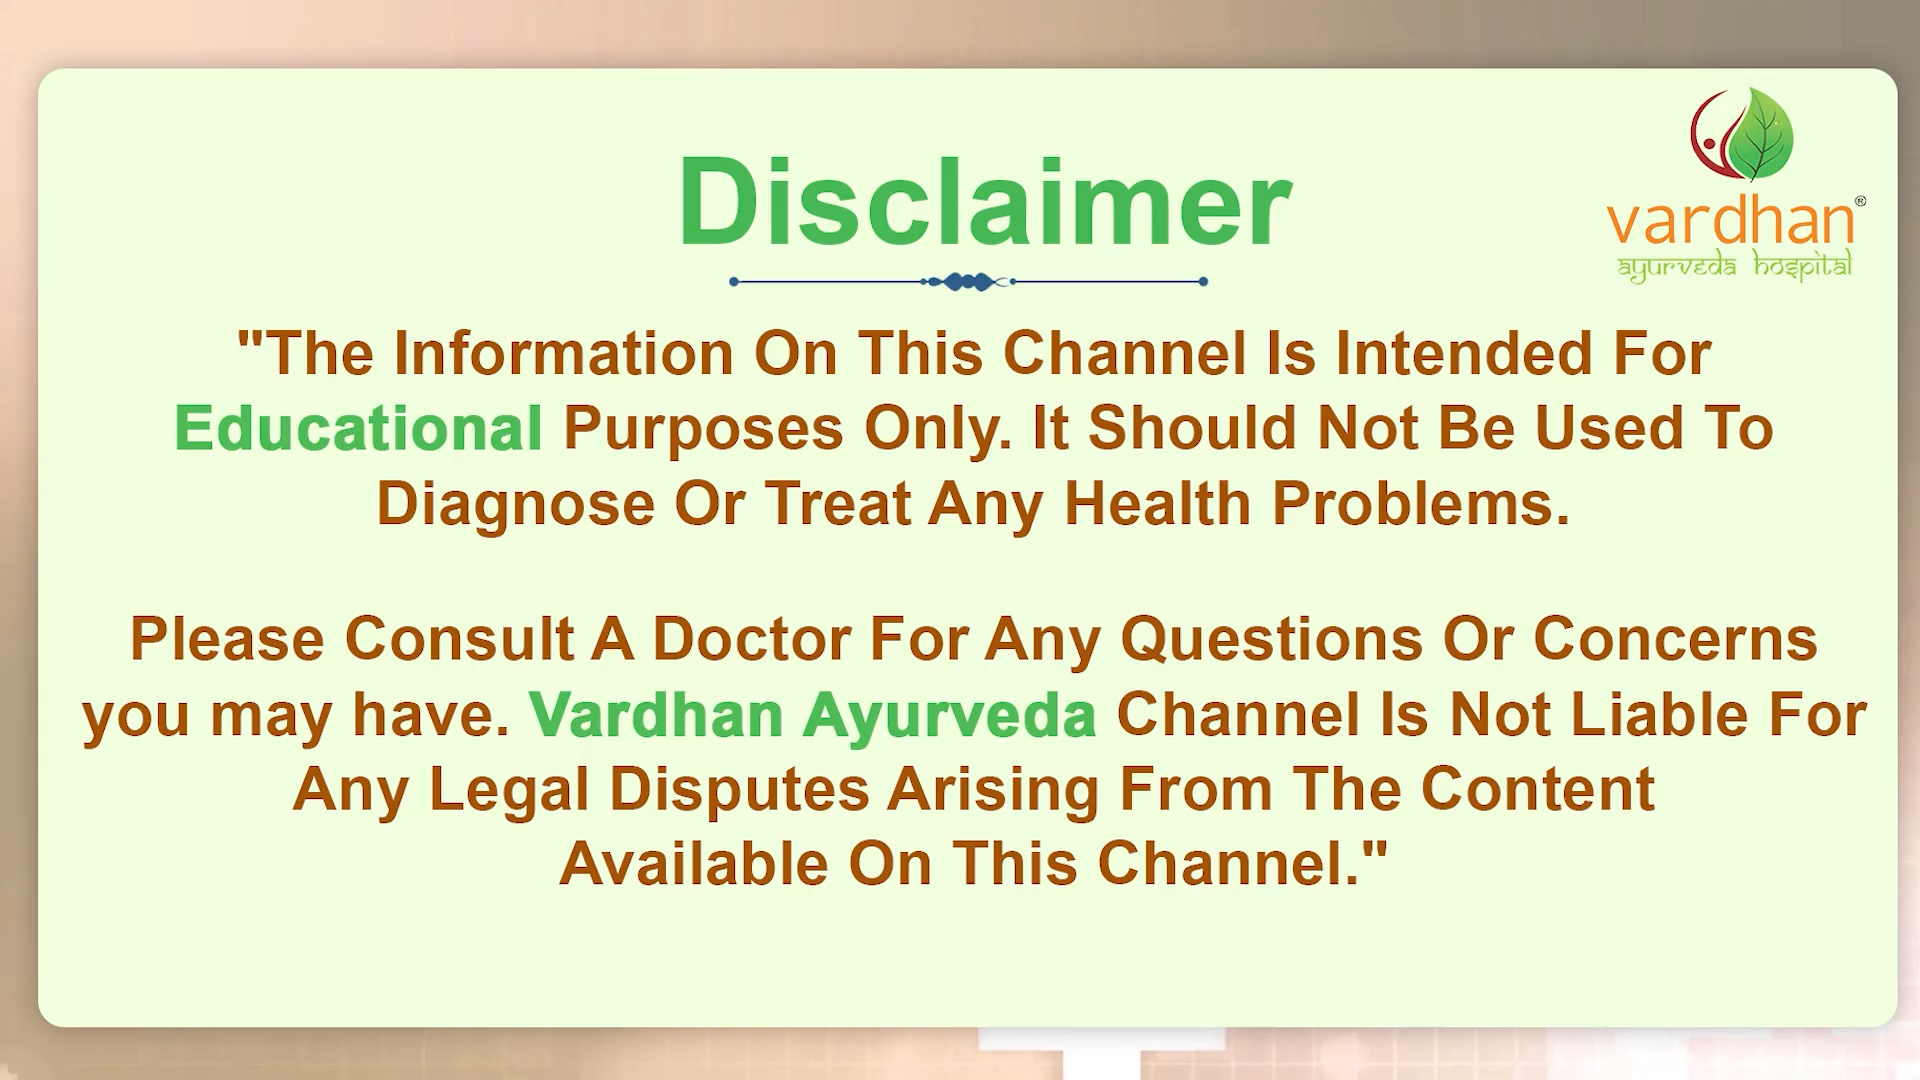 Disclaimer
vardhan®
ayurveda hospital
"The Information On This Channel Is Intended For
Educational Purposes Only. It Should Not Be Used To
Diagnose Or Treat Any Health Problems.
Please Consult A Doctor For Any Questions Or Concerns
you may have. Vardhan Ayurveda Channel Is Not Liable For
Any Legal Disputes Arising From The Content
Available On This Channel."